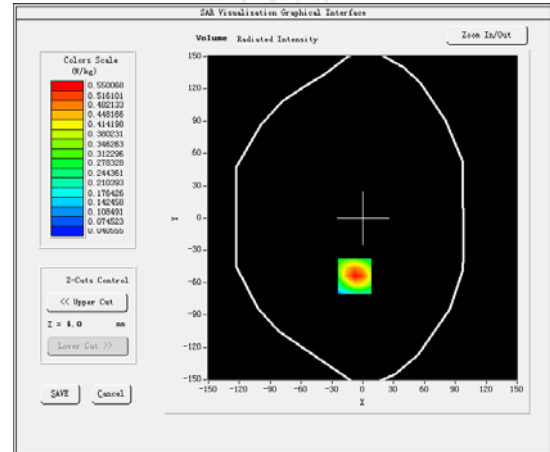 SAR Visualisation Graphical Interface
Volume Radiated Intensity
Zoom In/Out
Colors Scale
(W/kg)
0.550068
0.516101
0.482133
0.448166
0.414198
0.380231
0.346263
0.312296
0.278328
0.244361
0.210393
0.176426
0.142458
0.108491
0.074523
0.040555
150
120
90
60
30
0
-30
-60
-90
-120
-150
Y
-150 -120 -90 -60 -30 0 30 60 90 120 150
X
Z-Cuts Control
<< Upper Cut
Z = 4.0 mm
Lower Cut >>
SAVE Cancel